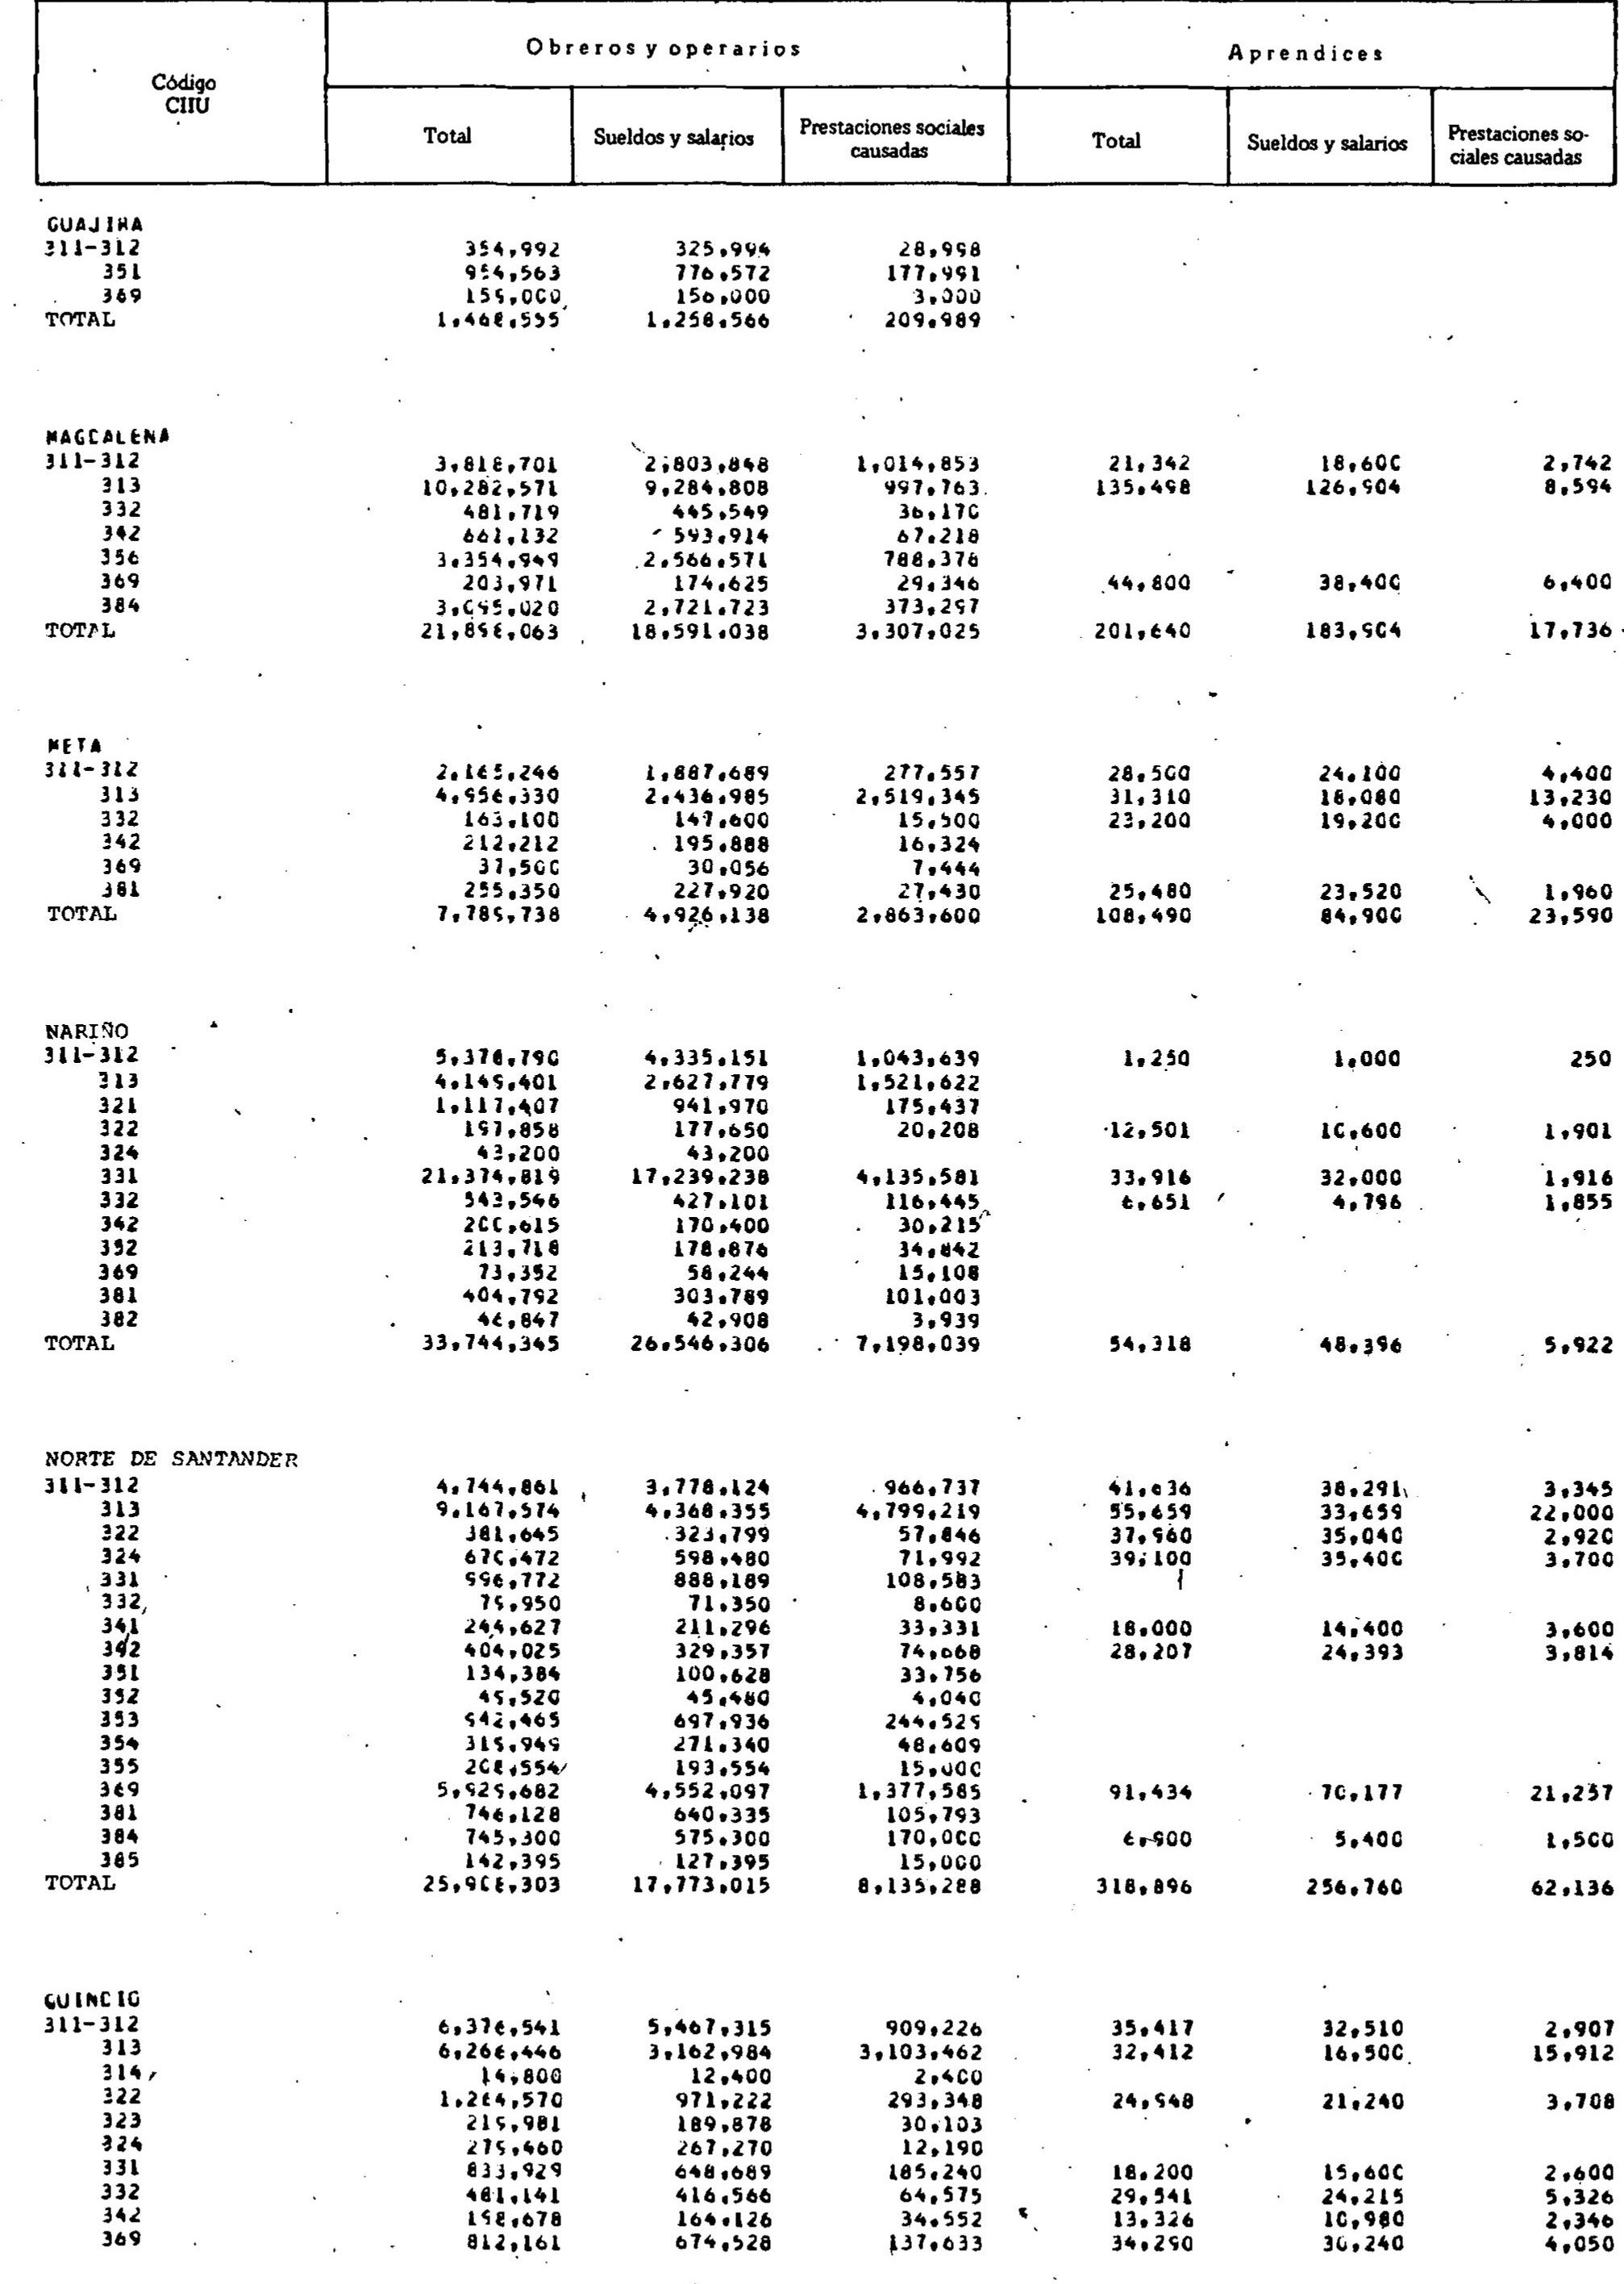 Código
CIIU
Obreros y operarios
Aprendices
Total
Sueldos y salarios
Prestaciones sociales
causadas
Total
Sueldos y salarios
Prestaciones so-
ciales causadas
GUAJIRA
311-312 354,992 325,994 28,998
351 954,563 776,572 177,991
369 159,000 156,000 3,000
TOTAL 1,468,555 1,258,566 209,989
MAGDALENA
311-312 3,818,701 2,803,848 1,014,853 21,342 18,600 2,742
313 10,282,571 9,284,808 997,763 135,498 126,904 8,594
332 481,719 445,549 36,170
342 661,132 593,914 67,218
356 3,354,949 2,566,571 788,378
369 203,971 174,625 29,346 44,800 38,400 6,400
384 3,095,020 2,721,723 373,297
TOTAL 21,898,063 18,591,038 3,307,025 201,640 183,904 17,736
META
311-312 2,165,246 1,887,689 277,557 28,500 24,100 4,400
313 4,956,330 2,436,985 2,519,345 31,310 18,080 13,230
332 163,100 147,600 15,500 23,200 19,200 4,000
342 212,212 195,888 16,324
369 37,500 30,056 7,444
381 255,350 227,920 27,430 25,480 23,520 1,960
TOTAL 7,789,738 4,926,138 2,863,600 108,490 84,900 23,590
NARIÑO
311-312 5,378,790 4,335,151 1,043,639 1,250 1,000 250
313 4,149,401 2,627,779 1,521,622
321 1,117,407 941,970 175,437
322 197,858 177,650 20,208 12,501 10,600 1,901
324 43,200 43,200
331 21,374,819 17,239,238 4,135,581 33,916 32,000 1,916
332 543,546 427,101 116,445 6,651 4,796 1,855
342 200,615 170,400 30,215
352 213,718 178,876 34,842
369 73,352 58,244 15,108
381 404,792 303,789 101,003
382 46,847 42,908 3,939
TOTAL 33,744,345 26,546,306 7,198,039 54,318 48,396 5,922
NORTE DE SANTANDER
311-312 4,744,861 3,778,124 966,737 41,636 38,291 3,345
313 9,167,574 4,368,355 4,799,219 55,659 33,659 22,000
322 381,645 323,799 57,846 37,960 35,040 2,920
324 670,472 598,480 71,992 39,100 35,400 3,700
331 996,772 888,189 108,583
332 79,950 71,350 8,600
341 244,627 211,296 33,331 18,000 14,400 3,600
342 404,025 329,357 74,668 28,207 24,393 3,814
351 134,384 100,628 33,756
352 49,520 45,480 4,040
353 942,465 697,936 244,529
354 319,949 271,340 48,609
355 208,554 193,554 15,000
369 5,929,682 4,552,097 1,377,585 91,434 70,177 21,257
381 746,128 640,335 105,793
384 745,300 575,300 170,000 6,900 5,400 1,500
385 142,395 127,395 15,000
TOTAL 25,908,303 17,773,015 8,135,288 318,896 256,760 62,136
QUINDIO
311-312 6,376,541 5,467,315 909,226 35,417 32,510 2,907
313 6,266,446 3,162,984 3,103,462 32,412 16,500 15,912
314 14,800 12,400 2,400
322 1,264,570 971,222 293,348 24,948 21,240 3,708
323 219,981 189,878 30,103
324 279,460 267,270 12,190
331 833,929 648,689 185,240 18,200 15,600 2,600
332 481,141 416,566 64,575 29,541 24,215 5,326
342 198,678 164,126 34,552 13,326 10,980 2,346
369 812,161 674,528 137,633 34,290 30,240 4,050